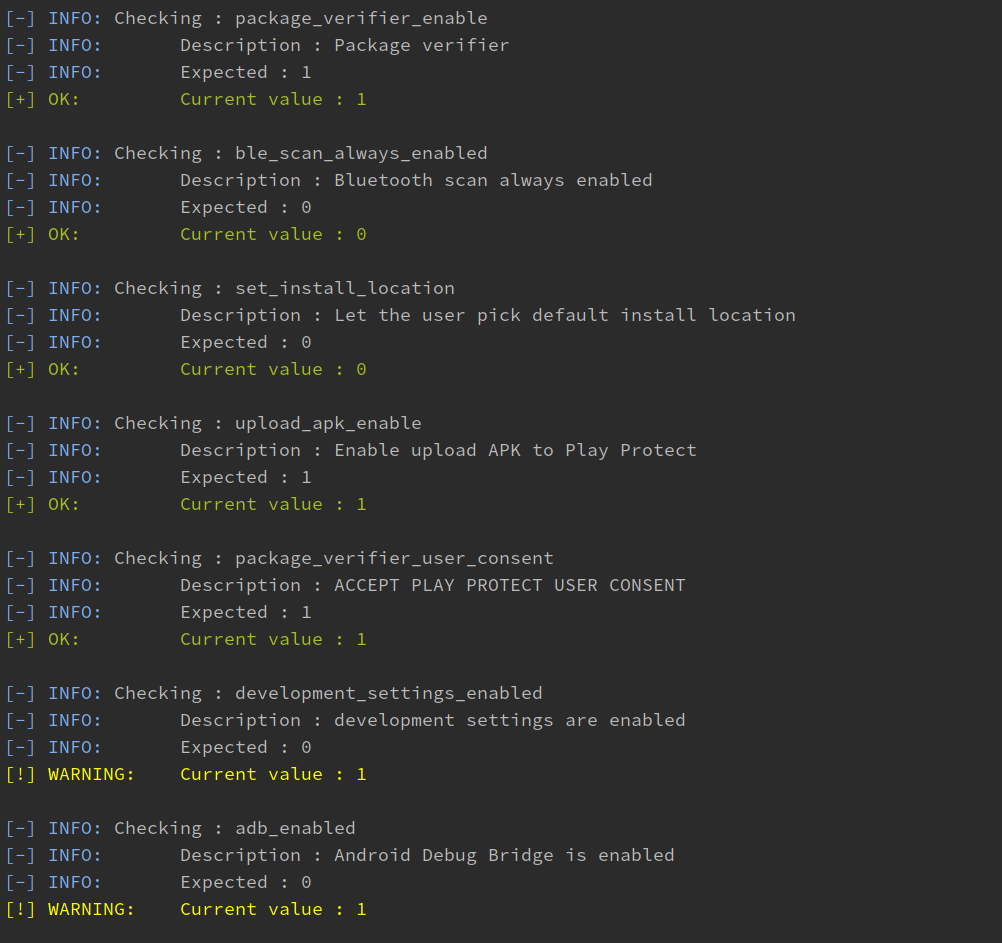 [-] INFO: Checking : package_verifier_enable
[-] INFO:       Description : Package verifier
[-] INFO:       Expected : 1
[+] OK:         Current value : 1

[-] INFO: Checking : ble_scan_always_enabled
[-] INFO:       Description : Bluetooth scan always enabled
[-] INFO:       Expected : 0
[+] OK:         Current value : 0

[-] INFO: Checking : set_install_location
[-] INFO:       Description : Let the user pick default install location
[-] INFO:       Expected : 0
[+] OK:         Current value : 0

[-] INFO: Checking : upload_apk_enable
[-] INFO:       Description : Enable upload APK to Play Protect
[-] INFO:       Expected : 1
[+] OK:         Current value : 1

[-] INFO: Checking : package_verifier_user_consent
[-] INFO:       Description : ACCEPT PLAY PROTECT USER CONSENT
[-] INFO:       Expected : 1
[+] OK:         Current value : 1

[-] INFO: Checking : development_settings_enabled
[-] INFO:       Description : development settings are enabled
[-] INFO:       Expected : 0
[!] WARNING:    Current value : 1

[-] INFO: Checking : adb_enabled
[-] INFO:       Description : Android Debug Bridge is enabled
[-] INFO:       Expected : 0
[!] WARNING:    Current value : 1